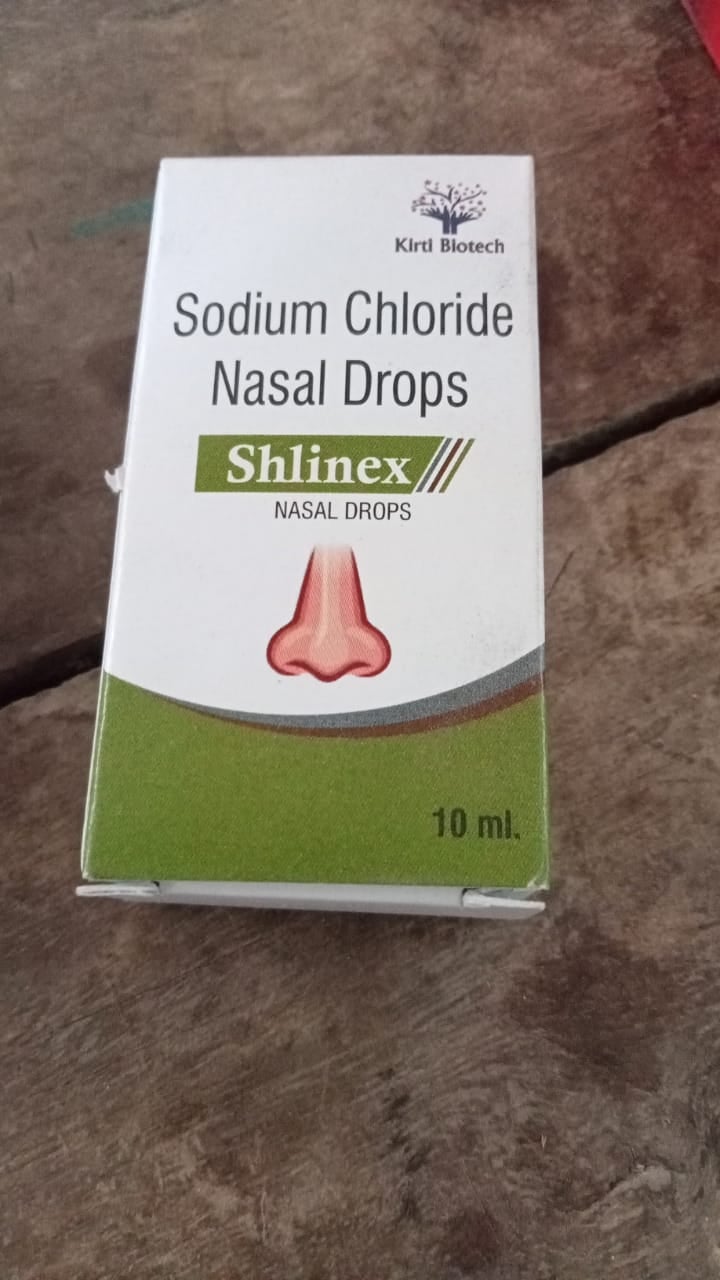 Kirti Biotech
Sodium Chloride
Nasal Drops
Shlinex
NASAL DROPS
10 ml.